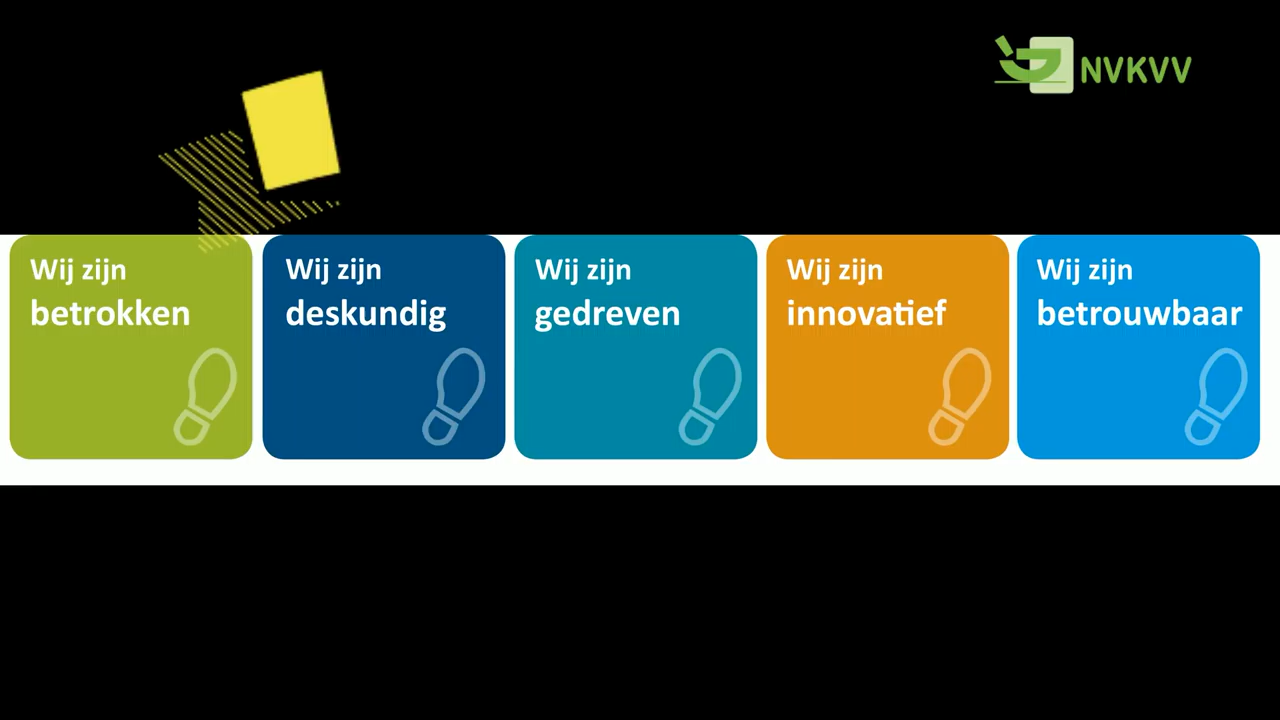 NVKVV
Wij zijn
betrokken
Wij zijn
deskundig
Wij zijn
gedreven
Wij zijn
innovatief
Wij zijn
betrouwbaar